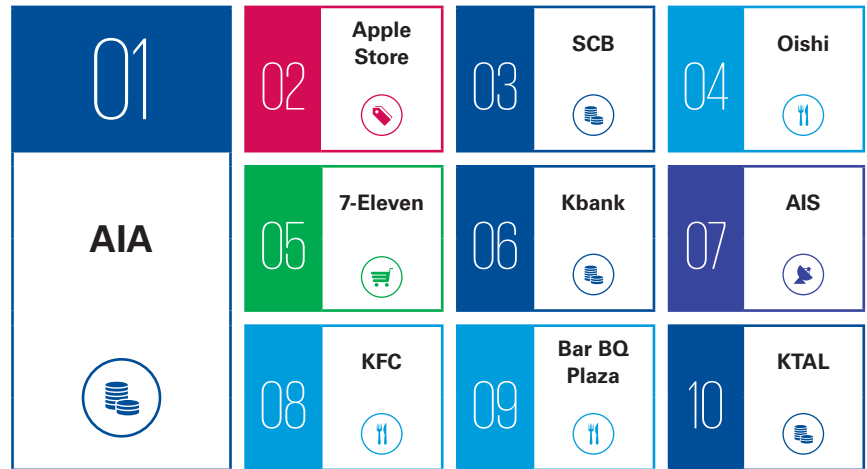 01
AIA
02
Apple
Store
03
SCB
04
Oishi
05
7-Eleven
06
Kbank
07
AIS
08
KFC
09
Bar BQ
Plaza
10
KTAL